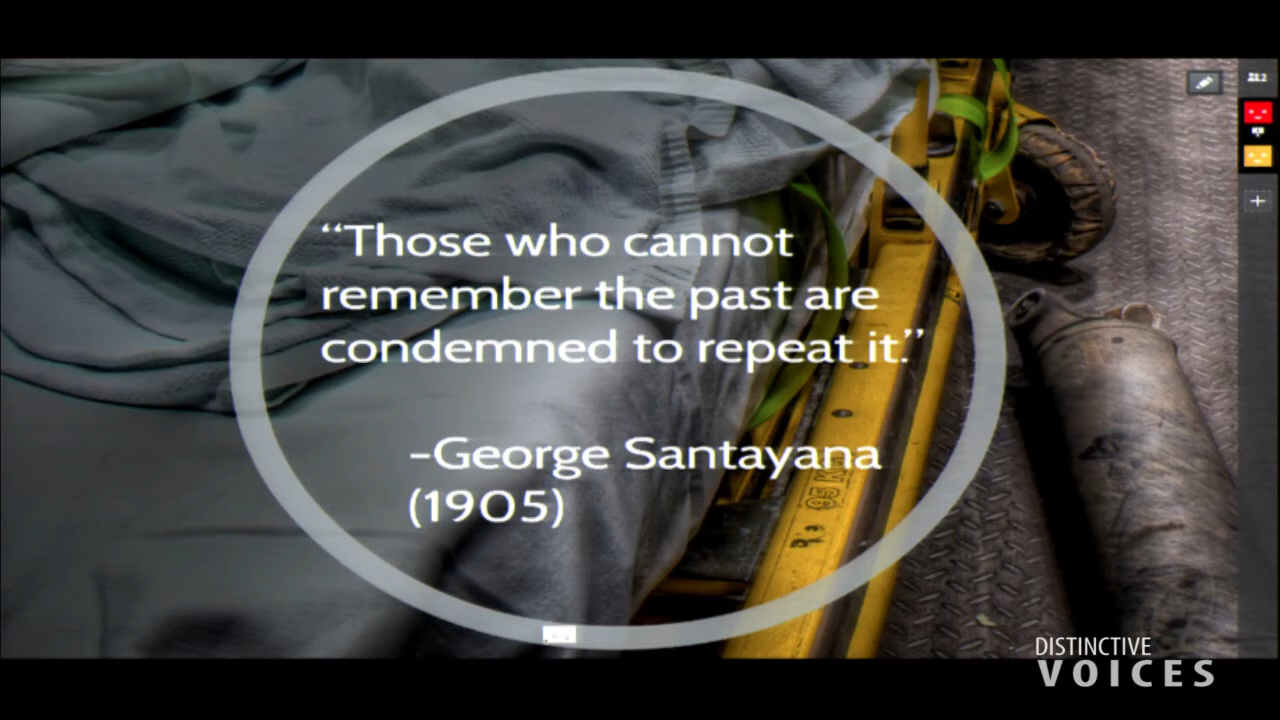 “Those who cannot
remember the past are
condemned to repeat it.”
-George Santayana
(1905)
DISTINCTIVE
VOICES